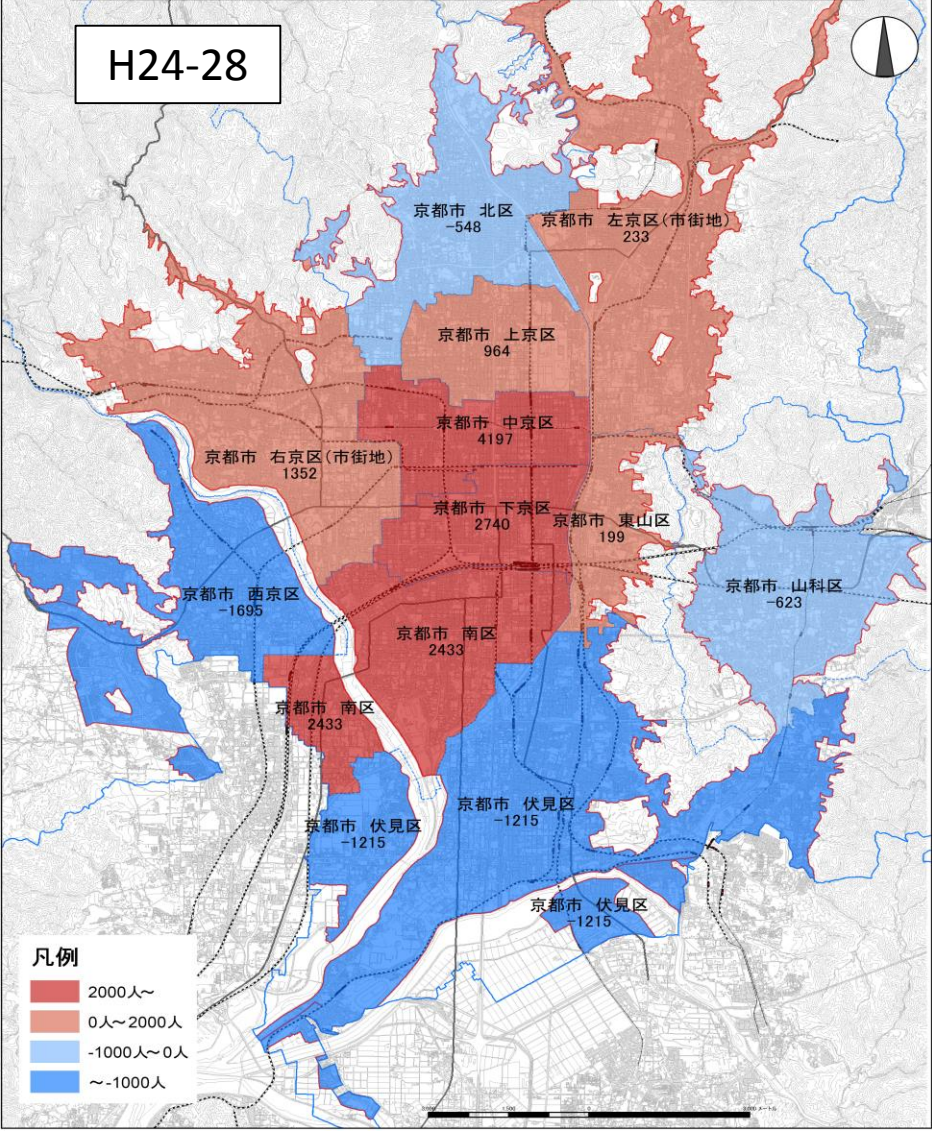 H24-28
京都市 北区
-548
京都市 左京区(市街地)
233
京都市 上京区
964
京都市 中京区
4197
京都市 右京区(市街地)
1352
京都市 下京区
2740
京都市 東山区
199
京都市 西京区
-1695
京都市 山科区
-623
京都市 南区
2433
京都市 南区
2433
京都市 伏見区
-1215
京都市 伏見区
-1215
京都市 伏見区
-1215
凡例
2000人~
0人~2000人
-1000人~0人
~-1000人